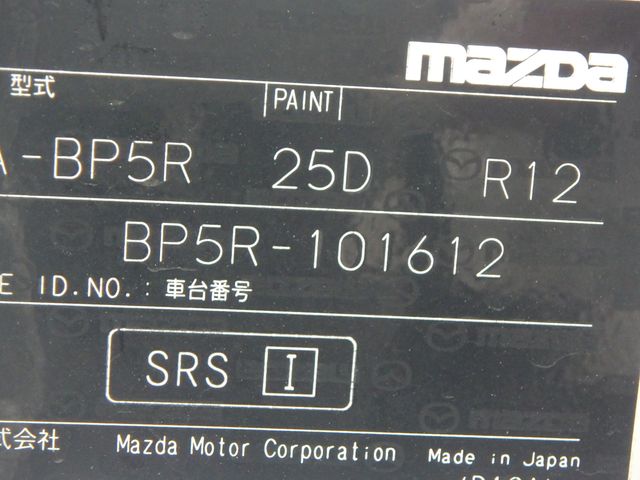 mazda
型式 PAINT
A-BP5R 25D R12
BP5R-101612
E ID.NO.:車台番号
SRS I
式会社 Mazda Motor Corporation Made in Japan